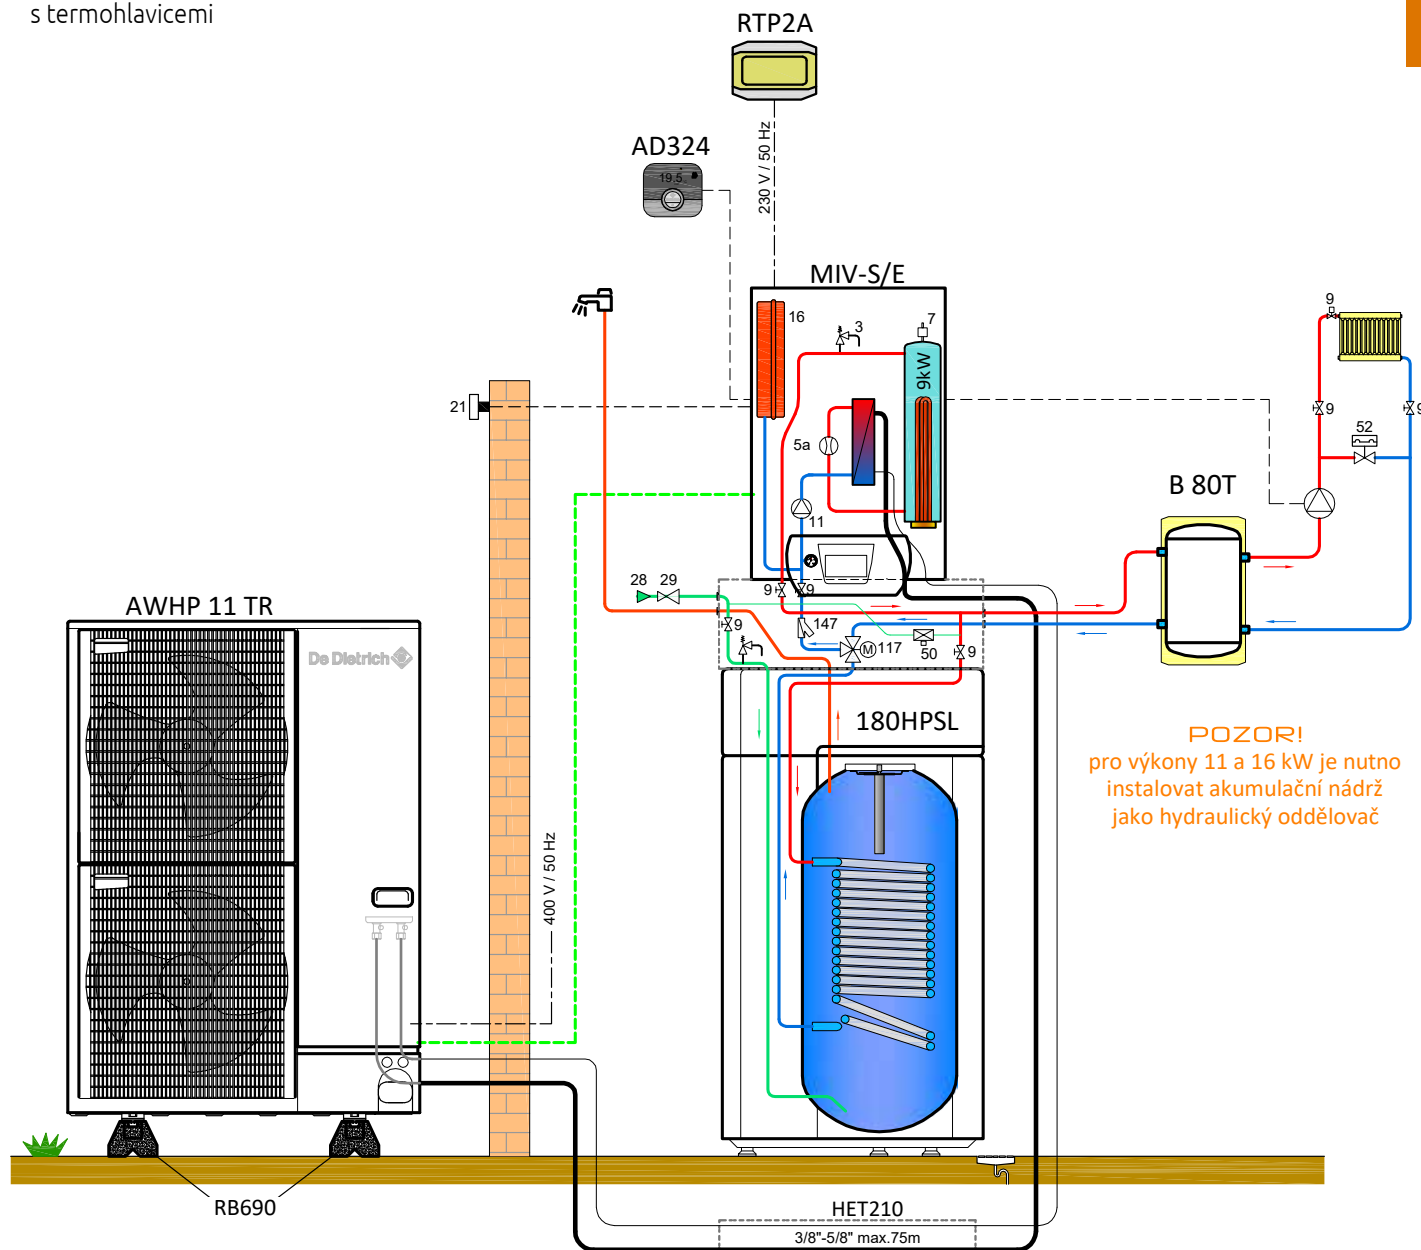 s termohlavicemi
RTP2A
AD324
19.5
230 V / 50 Hz
MIV-S/E
16
3
7
9kW
9
21
5a
9
9
52
B 80T
11
28
29
9
9
AWHP 11 TR
De Dietrich
9
147
M
117
50
9
180HPSL
POZOR!
pro výkony 11 a 16 kW je nutno
instalovat akumulační nádrž
jako hydraulický oddělovač
400 V / 50 Hz
RB690
HET210
3/8"-5/8" max.75m